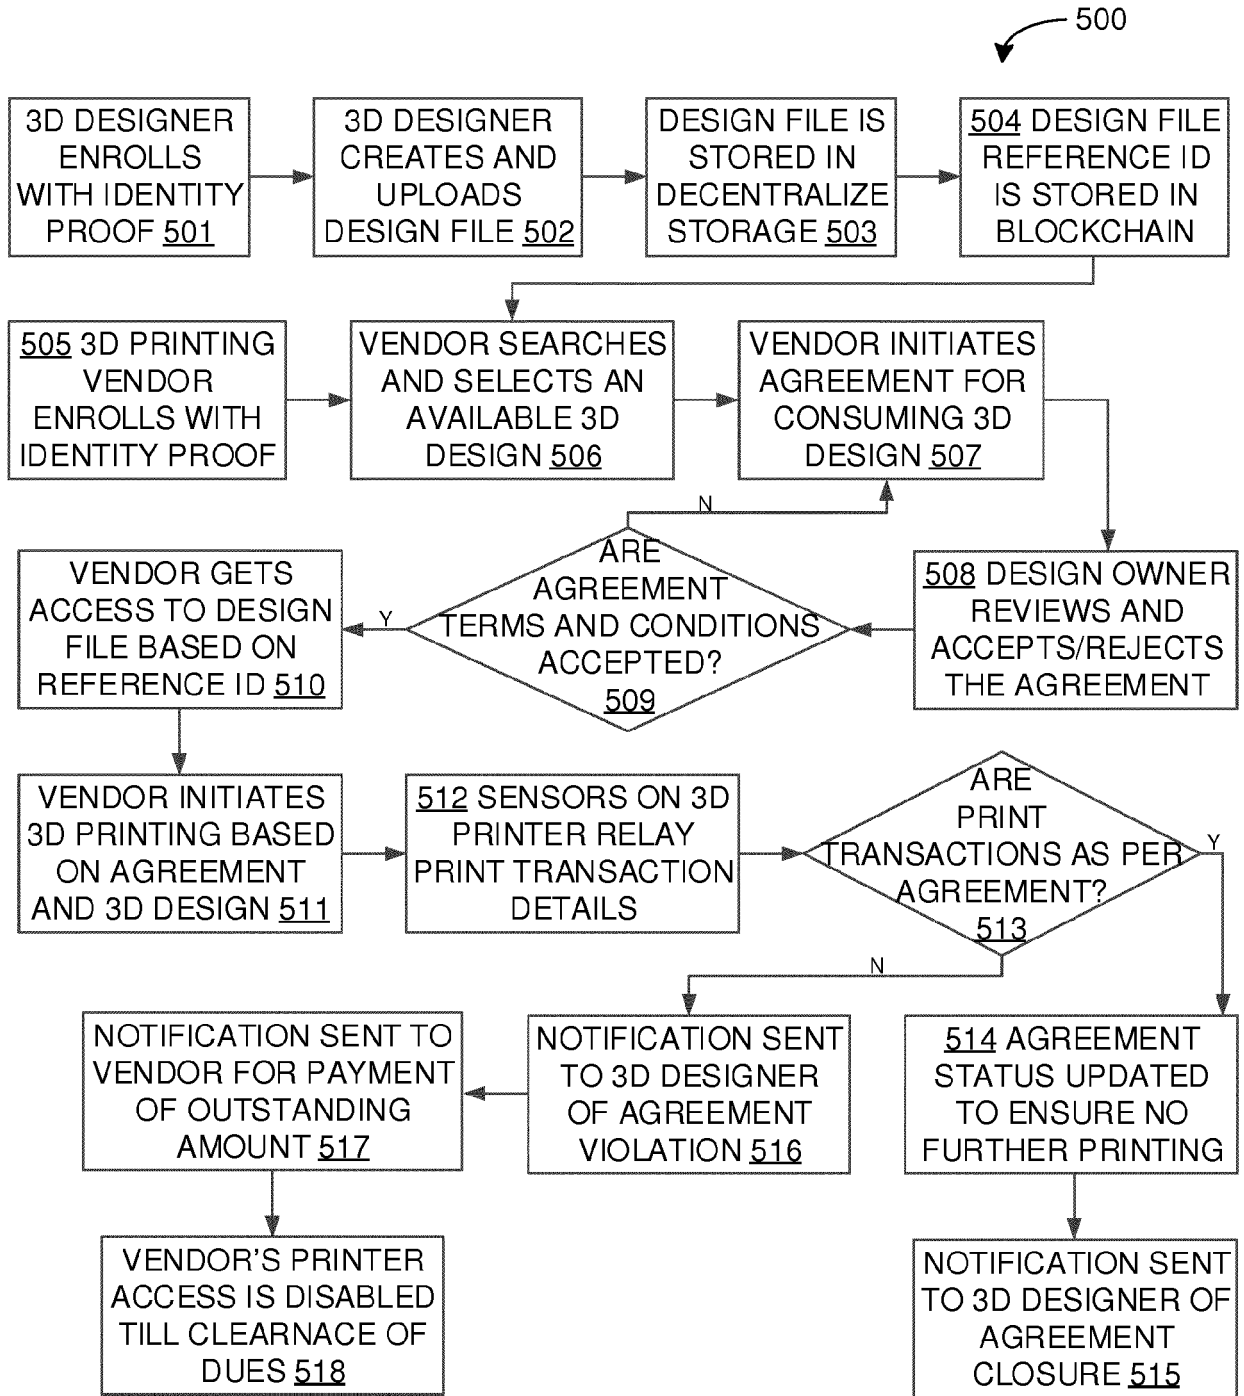 500
3D DESIGNER
ENROLLS
WITH IDENTITY
PROOF 501
3D DESIGNER
CREATES AND
UPLOADS
DESIGN FILE 502
DESIGN FILE IS
STORED IN
DECENTRALIZE
STORAGE 503
504 DESIGN FILE
REFERENCE ID
IS STORED IN
BLOCKCHAIN
505 3D PRINTING
VENDOR
ENROLLS WITH
IDENTITY PROOF
VENDOR SEARCHES
AND SELECTS AN
AVAILABLE 3D
DESIGN 506
VENDOR INITIATES
AGREEMENT FOR
CONSUMING 3D
DESIGN 507
508 DESIGN OWNER
REVIEWS AND
ACCEPTS/REJECTS
THE AGREEMENT
N
ARE
AGREEMENT
TERMS AND CONDITIONS
ACCEPTED?
509
Y
VENDOR GETS
ACCESS TO DESIGN
FILE BASED ON
REFERENCE ID 510
VENDOR INITIATES
3D PRINTING BASED
ON AGREEMENT
AND 3D DESIGN 511
512 SENSORS ON 3D
PRINTER RELAY
PRINT TRANSACTION
DETAILS
ARE
PRINT
TRANSACTIONS AS PER
AGREEMENT?
513
Y
N
514 AGREEMENT
STATUS UPDATED
TO ENSURE NO
FURTHER PRINTING
NOTIFICATION SENT
TO 3D DESIGNER OF
AGREEMENT
CLOSURE 515
NOTIFICATION SENT
TO 3D DESIGNER
OF AGREEMENT
VIOLATION 516
NOTIFICATION SENT TO
VENDOR FOR PAYMENT
OF OUTSTANDING
AMOUNT 517
VENDOR'S PRINTER
ACCESS IS DISABLED
TILL CLEARNACE OF
DUES 518